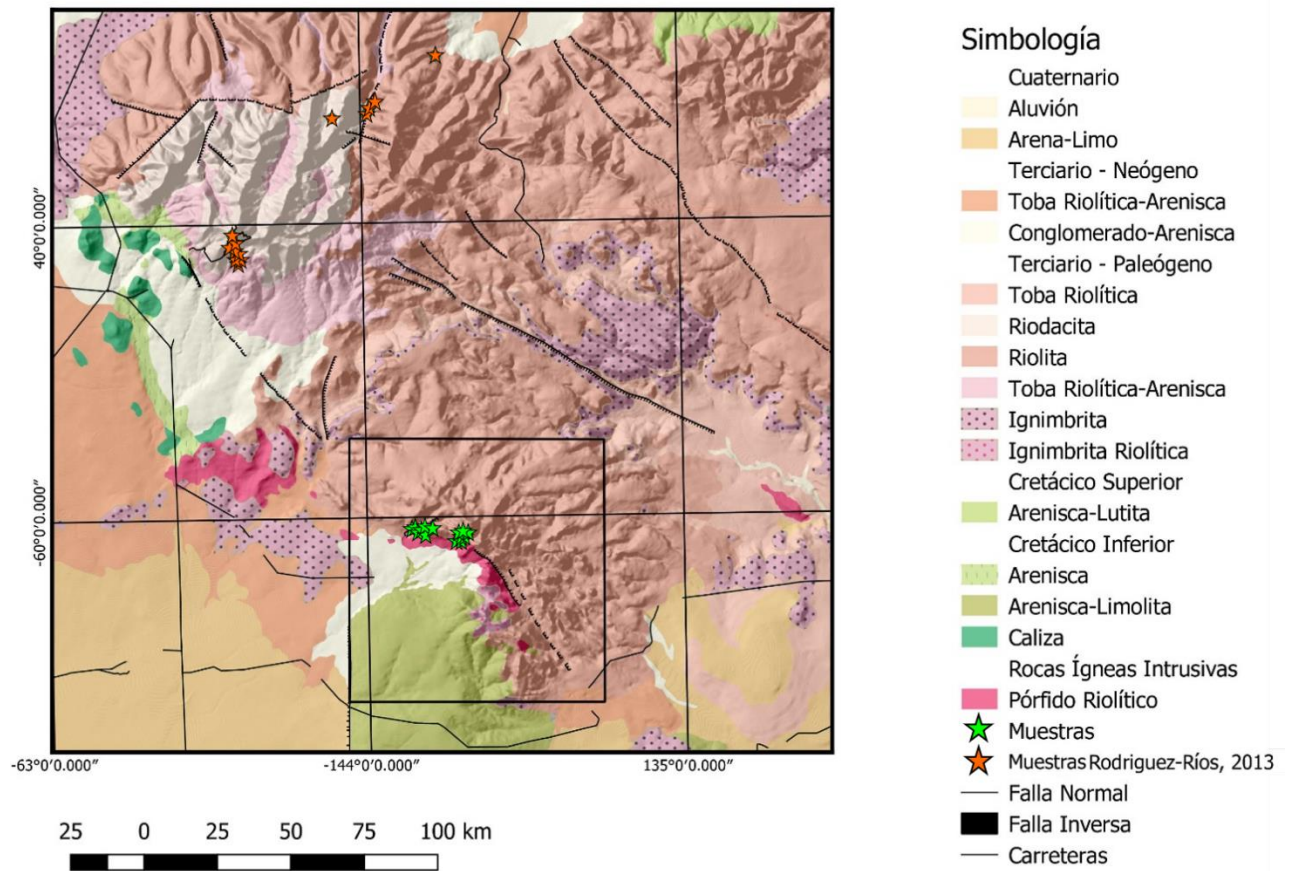 Simbología
Cuaternario
Aluvión
Arena-Limo
Terciario - Neógeno
Toba Riolítica-Arenisca
Conglomerado-Arenisca
Terciario - Paleógeno
Toba Riolítica
Riodacita
Riolita
Toba Riolítica-Arenisca
Ignimbrita
Ignimbrita Riolítica
Cretácico Superior
Arenisca-Lutita
Cretácico Inferior
Arenisca
Arenisca-Limolita
Caliza
Rocas Ígneas Intrusivas
Pórfido Riolítico
Muestras
Muestras Rodriguez-Ríos, 2013
Falla Normal
Falla Inversa
Carreteras
40°0'0.000"
-60°0'0.000"
-63°0'0.000"
-144°0'0.000"
135°0'0.000"
25 0 25 50 75 100 km